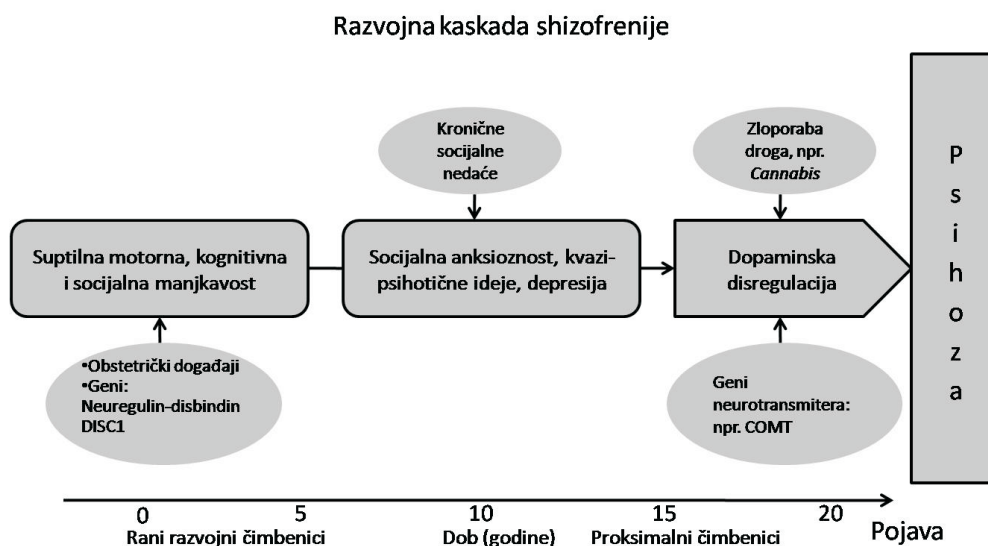 Razvojna kaskada shizofrenije
Kronične
socijalne
nedaće
Zloporaba
droga, npr.
Cannabis
Suptilna motorna, kognitivna
i socijalna manjkavost
Socijalna anksioznost, kvazi-
psihotične ideje, depresija
Dopaminska
disregulacija
Psihoza
•Obstetrički događaji
•Geni:
Neuregulin-disbindin
DISC1
Geni
neurotransmitera:
npr. COMT
0 5 10 15 20
Rani razvojni čimbenici Dob (godine) Proksimalni čimbenici Pojava